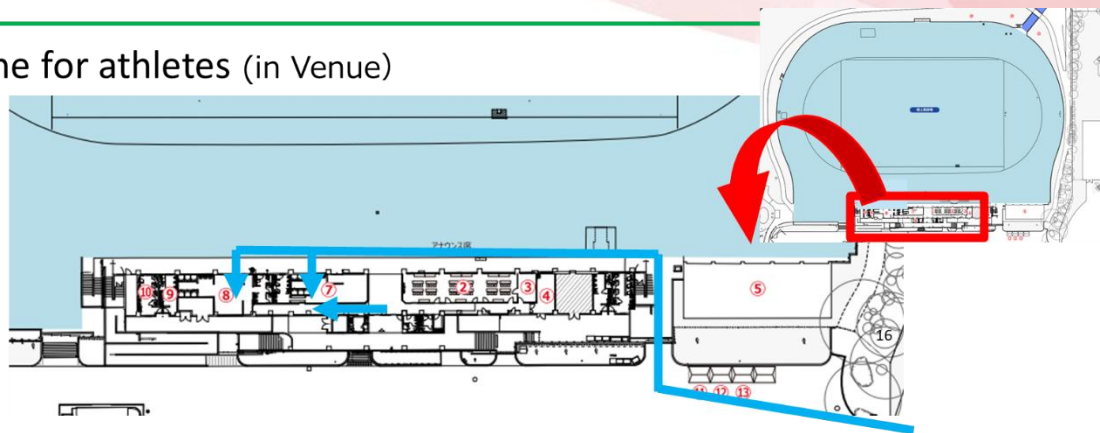 ne for athletes (in Venue)
アナウンス席
⑩ ⑨ ⑧ ⑦ ② ③ ④ ⑤
16
⑪ ⑫ ⑬